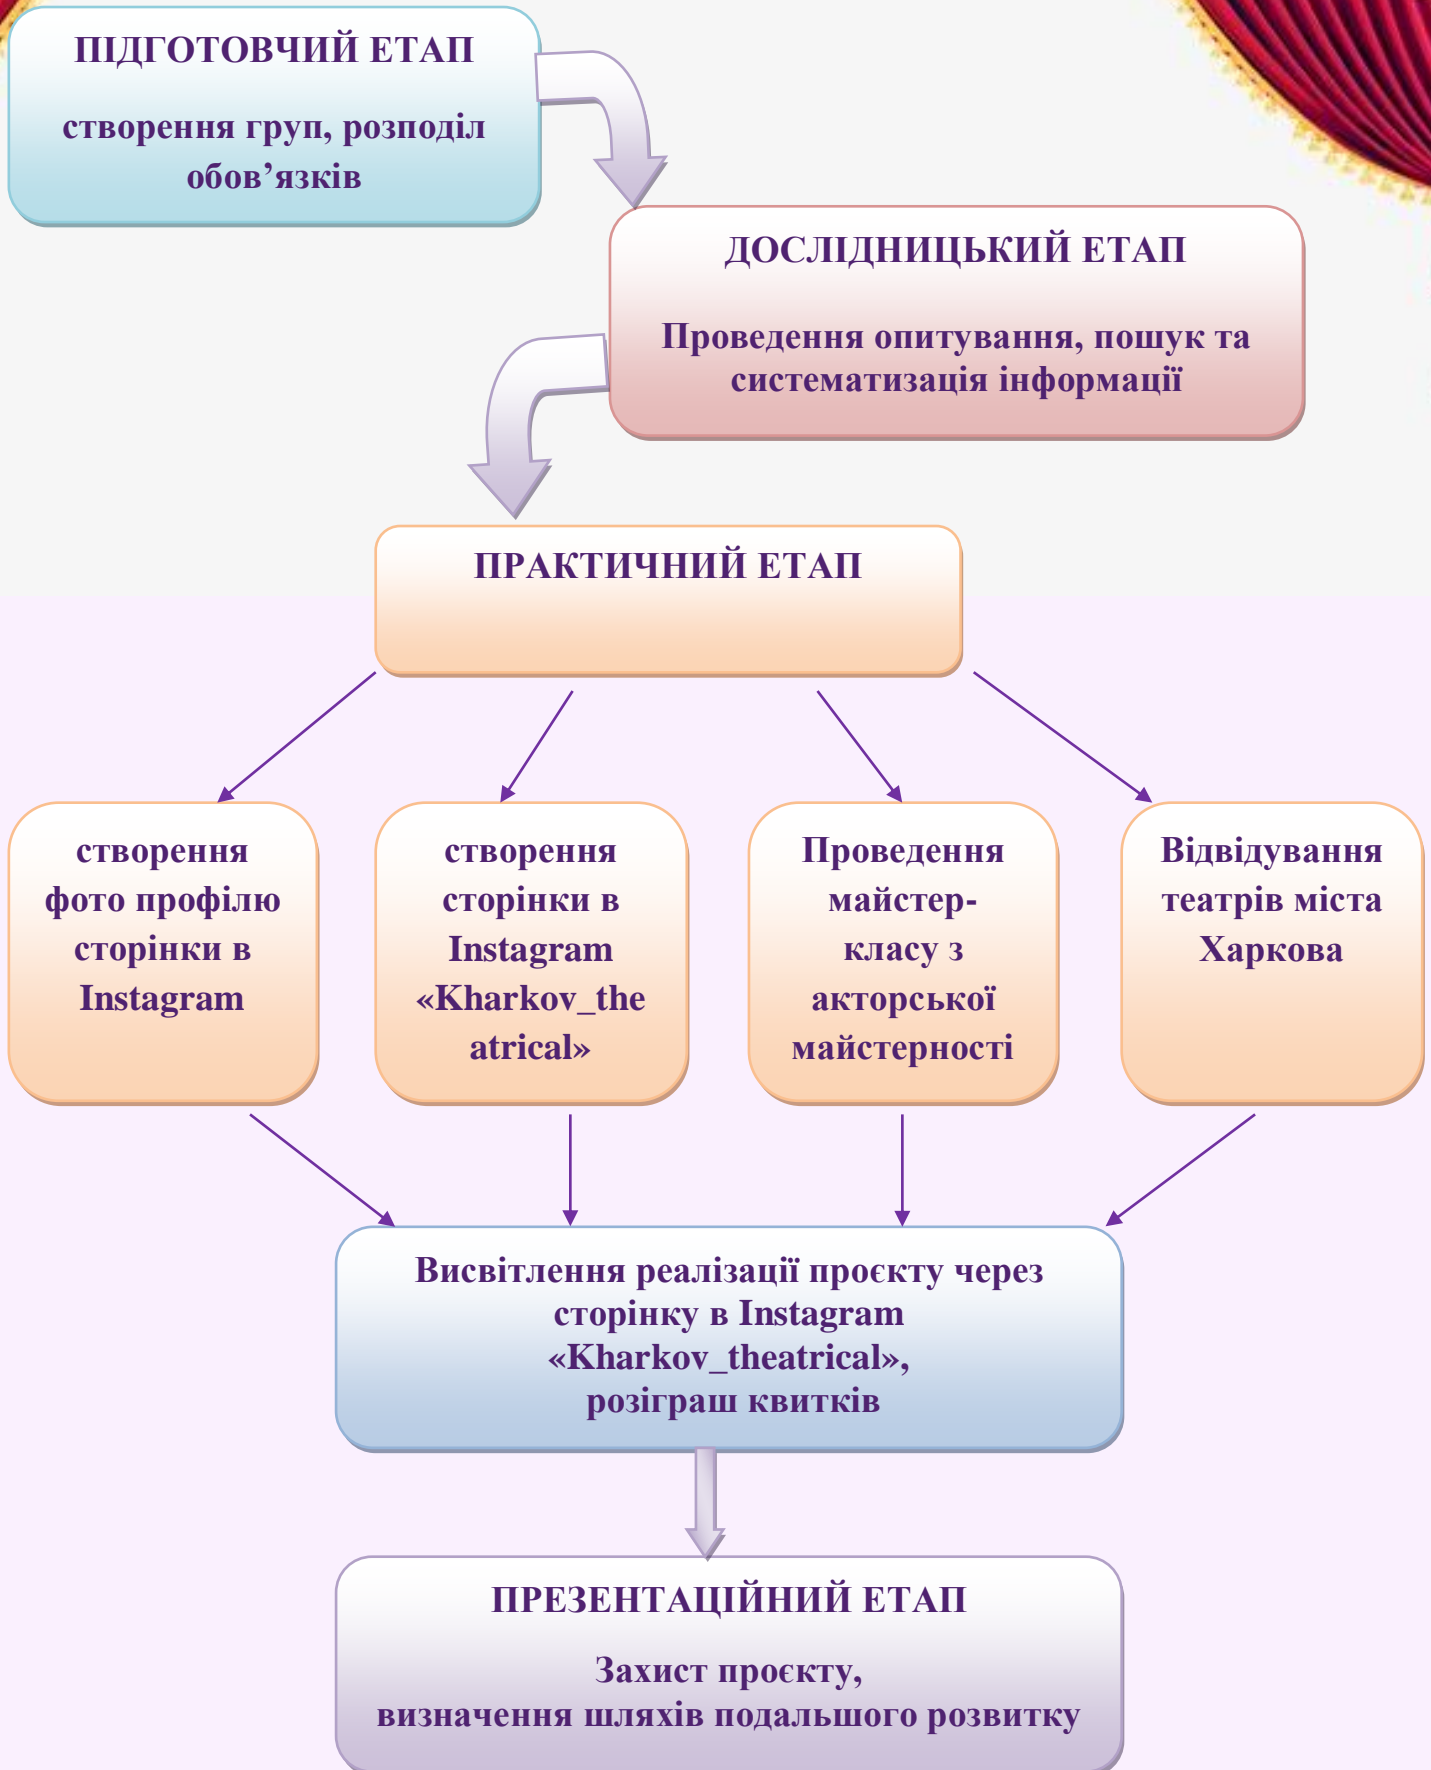 ПІДГОТОВЧИЙ ЕТАП
створення груп, розподіл
обов’язків
ДОСЛІДНИЦЬКИЙ ЕТАП
Проведення опитування, пошук та
систематизація інформації
ПРАКТИЧНИЙ ЕТАП
створення
фото профілю
сторінки в
Instagram
створення
сторінки в
Instagram
«Kharkov_the
atrical»
Проведення
майстер-
класу з
акторської
майстерності
Відвідування
театрів міста
Харкова
Висвітлення реалізації проєкту через
сторінку в Instagram
«Kharkov_theatrical»,
розіграш квитків
ПРЕЗЕНТАЦІЙНИЙ ЕТАП
Захист проєкту,
визначення шляхів подальшого розвитку